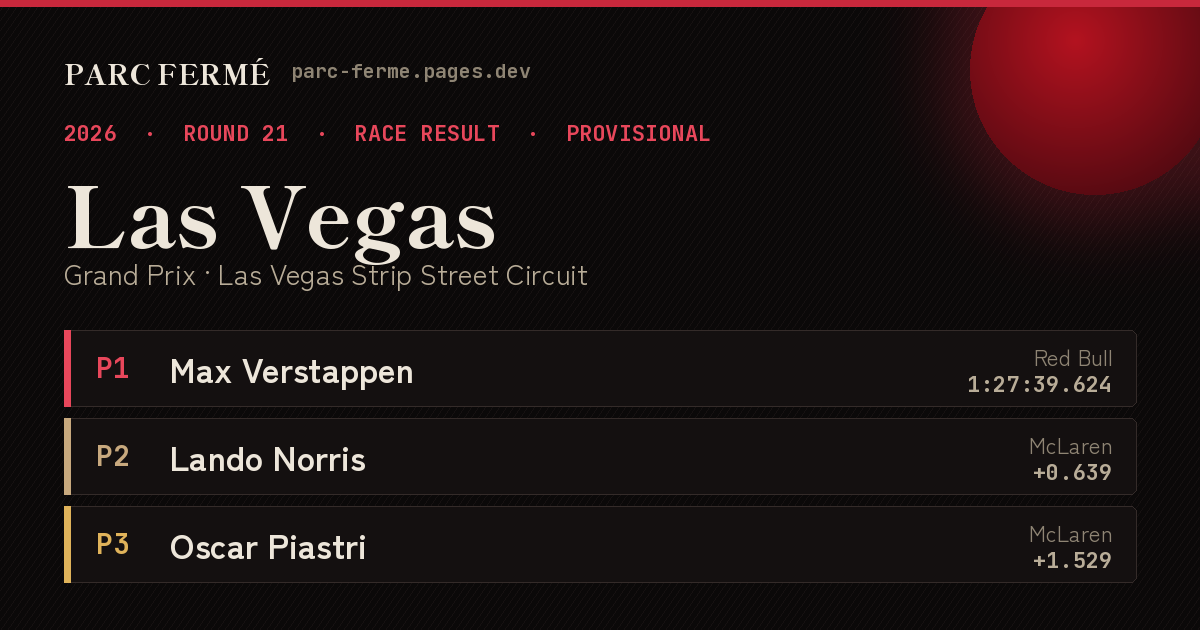 PARC FERMÉ parc-ferme.pages.dev
2026 · ROUND 21 · RACE RESULT · PROVISIONAL
Las Vegas
Grand Prix · Las Vegas Strip Street Circuit
P1 Max Verstappen Red Bull
1:27:39.624
P2 Lando Norris McLaren
+0.639
P3 Oscar Piastri McLaren
+1.529